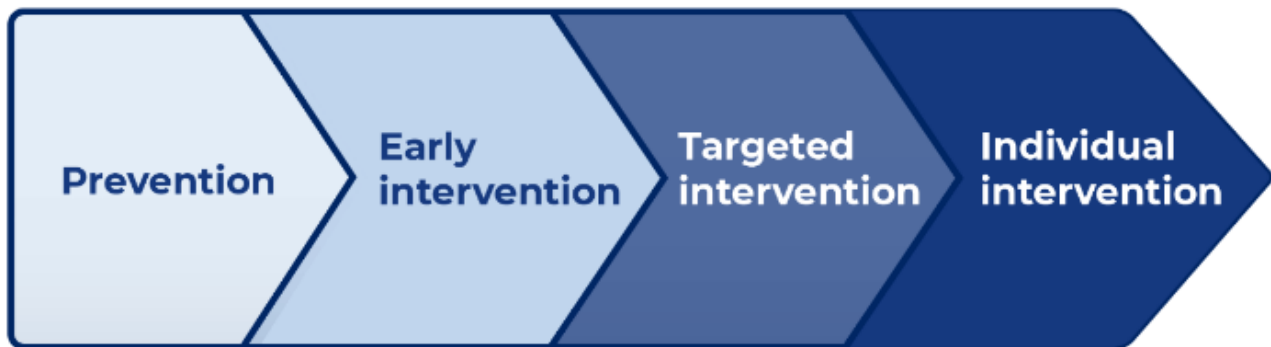 Prevention
Early
intervention
Targeted
intervention
Individual
intervention